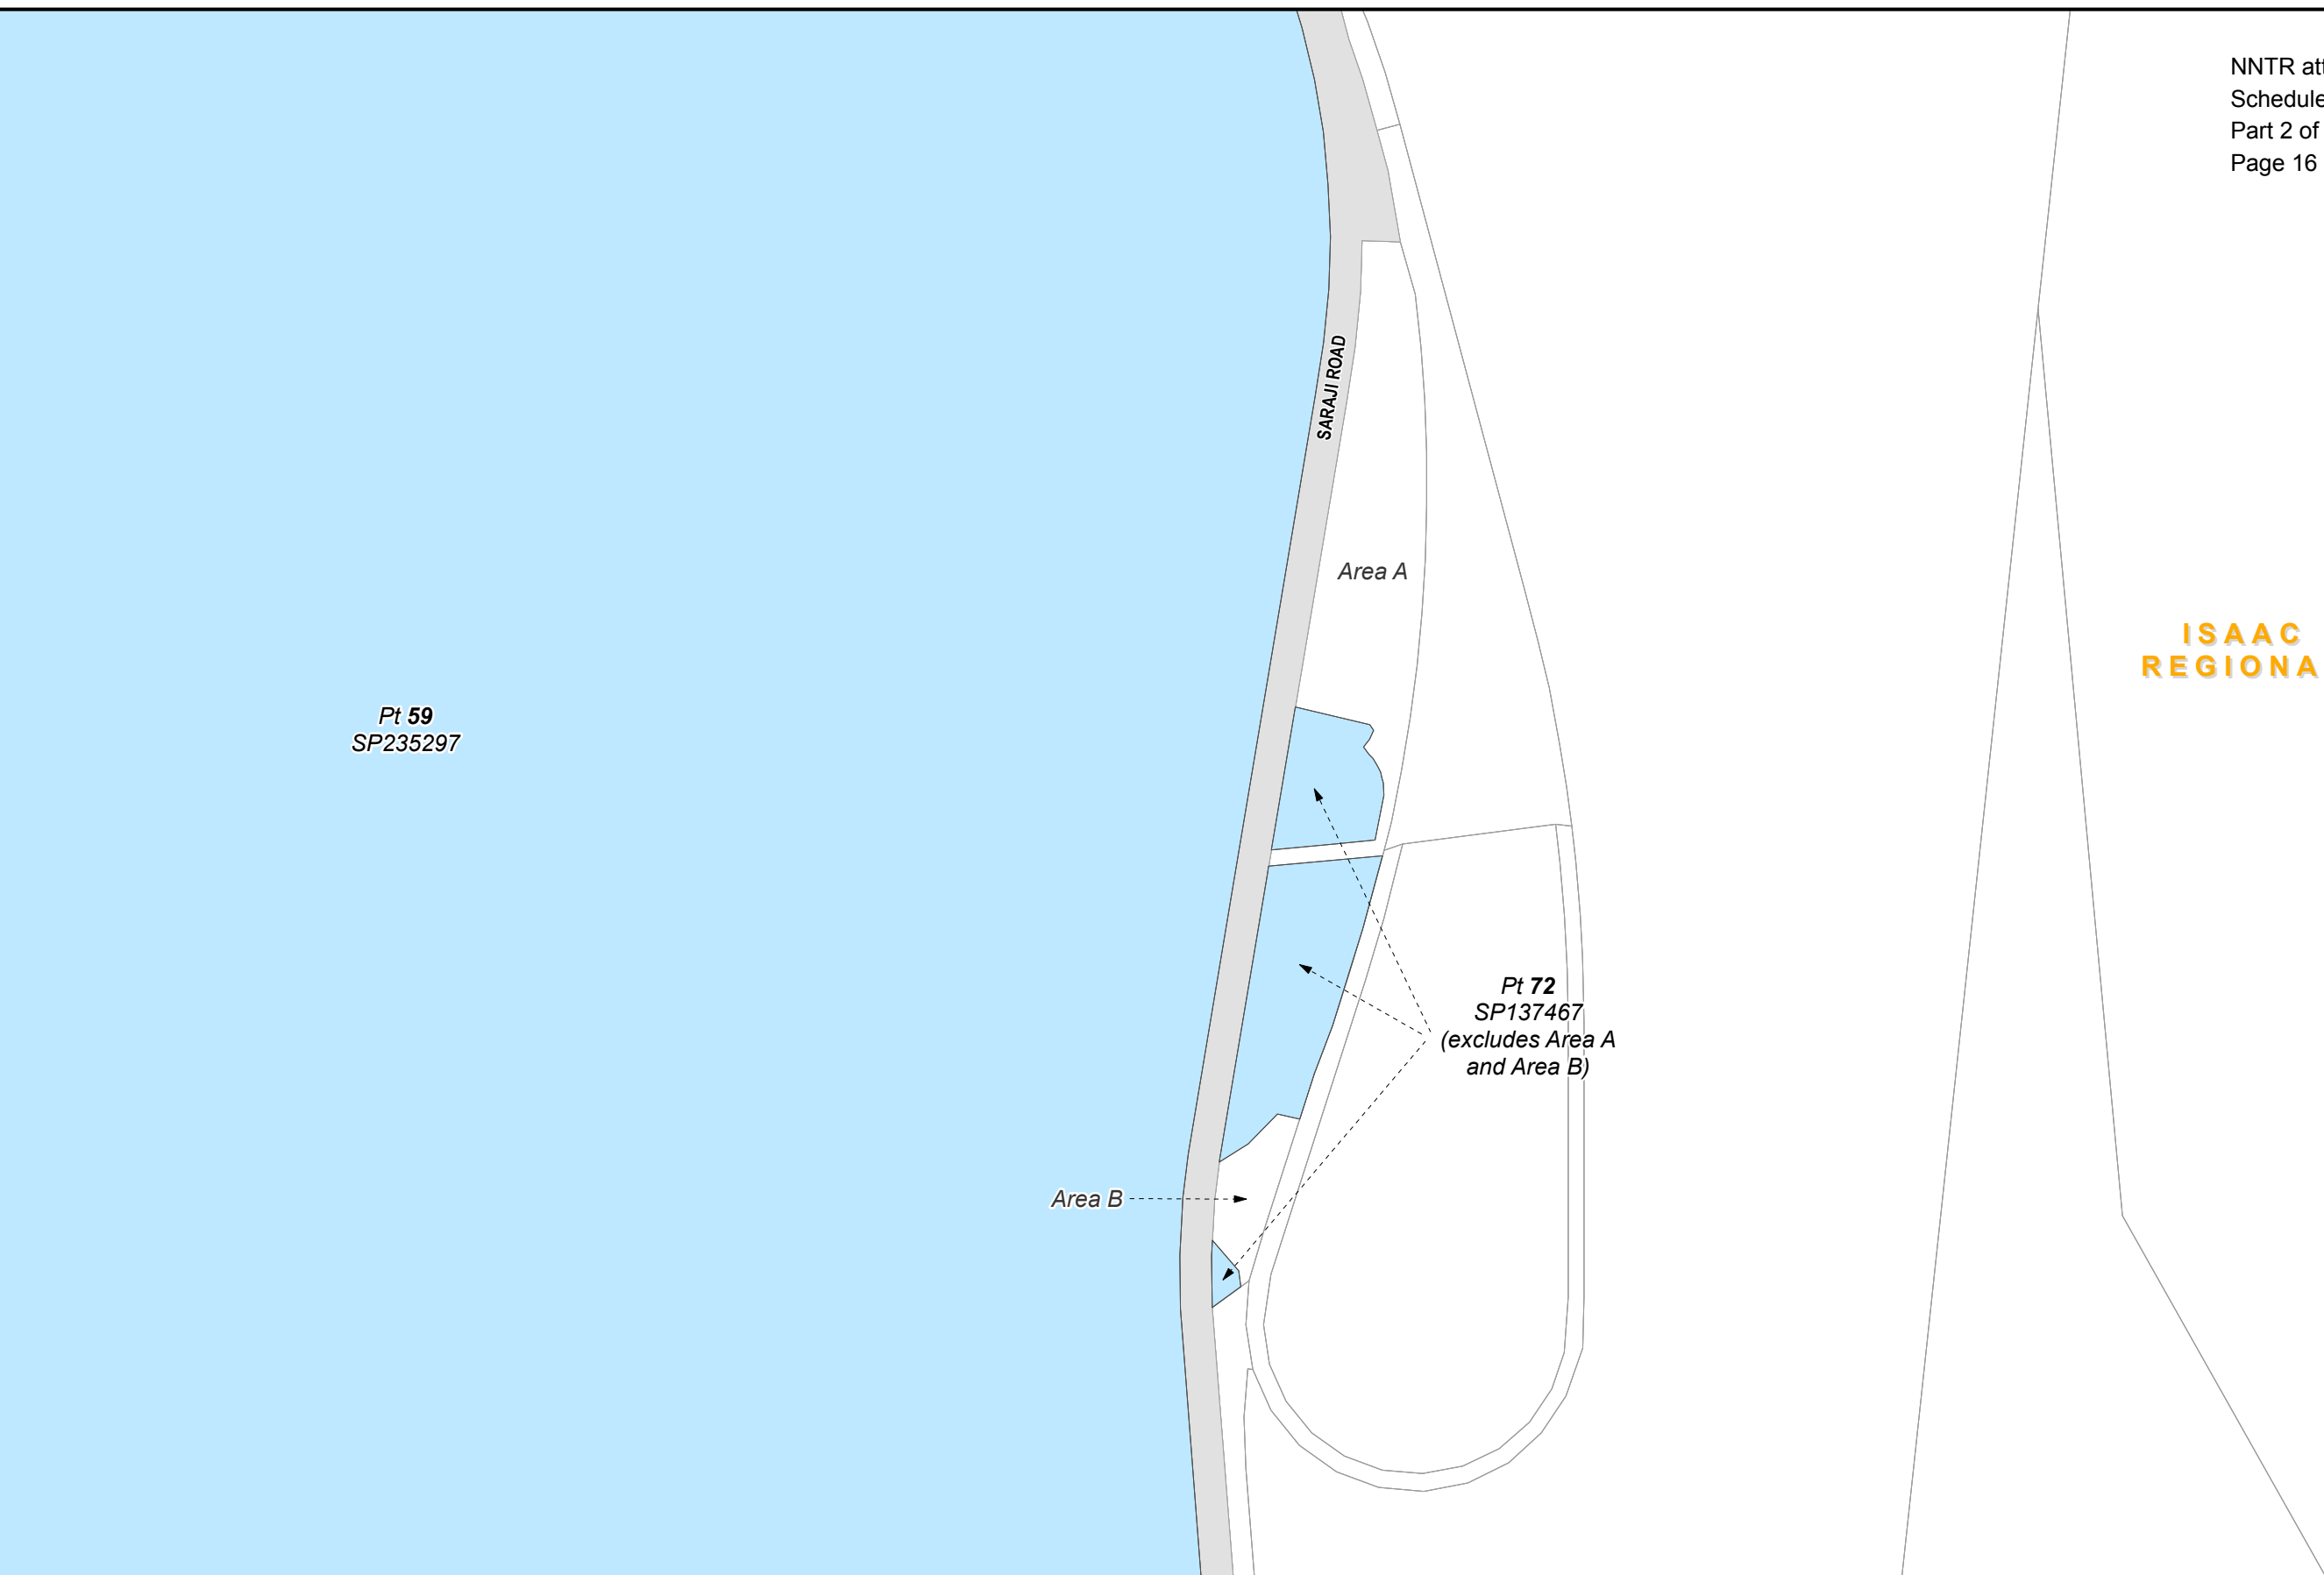 NNTR att
Schedule
Part 2 of
Page 16
SARAJI ROAD
Area A
ISAAC
REGIONA
Pt 59
SP235297
Pt 72
SP137467
(excludes Area A
and Area B)
Area B